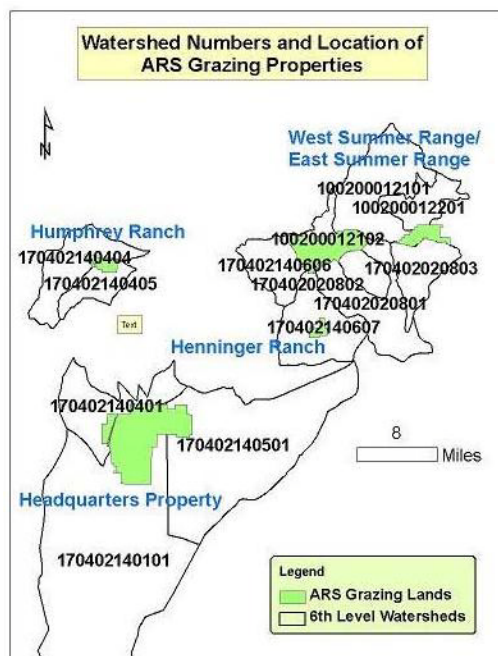 Watershed Numbers and Location of
ARS Grazing Properties
N
West Summer Range/
East Summer Range
100200012101
100200012201
Humphrey Ranch
100200012102
170402140404
170402140606
170402020803
170402140405
170402020802
170402020801
Text
170402140607
Henninger Ranch
170402140401
8
170402140501
Miles
Headquarters Property
170402140101
Legend
ARS Grazing Lands
6th Level Watersheds